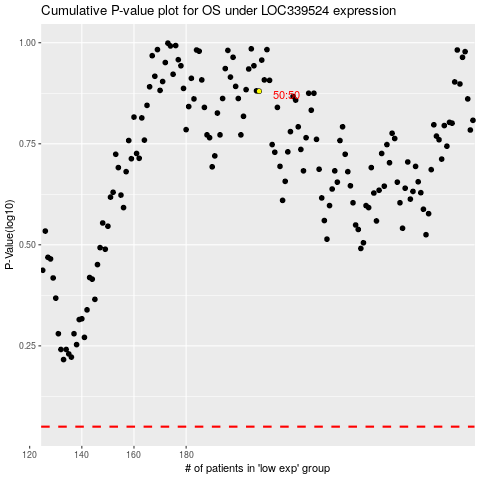 Cumulative P-value plot for OS under LOC339524 expression
1.00
0.75
0.50
0.25
P-Value(log10)
50:50
120 140 160 180
# of patients in 'low exp' group